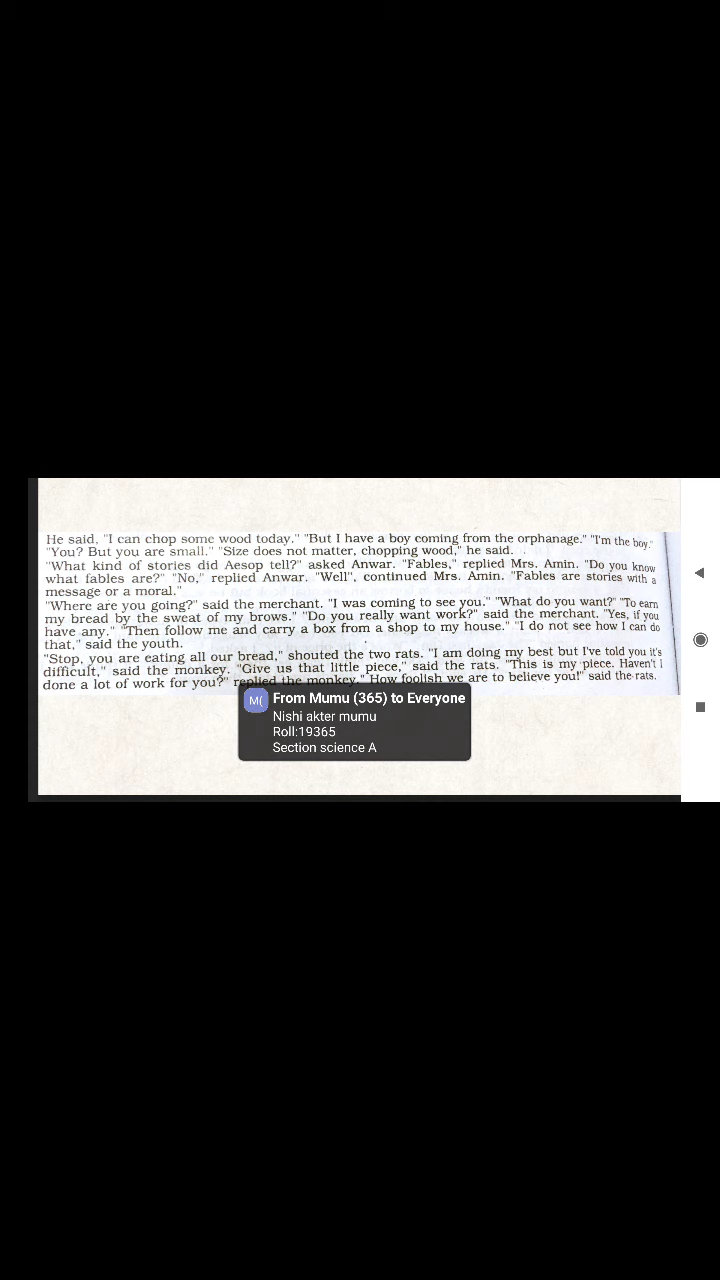 He said, "I can chop some wood today." "But I have a boy coming from the orphanage." "I'm the boy."
"You? But you are small." "Size does not matter, chopping wood," he said.
"What kind of stories did Aesop tell?" asked Anwar. "Fables," replied Mrs. Amin. "Do you know
what fables are?" "No," replied Anwar. "Well", continued Mrs. Amin. "Fables are stories with a
message or a moral."
"Where are you going?" said the merchant. "I was coming to see you." "What do you want?" "To earn
my bread by the sweat of my brows." "Do you really want work?" said the merchant. "Yes, if you
have any." "Then follow me and carry a box from a shop to my house." "I do not see how I can do
that," said the youth.
"Stop, you are eating all our bread," shouted the two rats. "I am doing my best but I've told you it's
difficult," said the monkey. "Give us that little piece," said the rats. "This is my piece. Haven't I
done a lot of work for you?" replied the monkey." How foolish we are to believe you!" said the rats.
M(
From Mumu (365) to Everyone
Nishi akter mumu
Roll:19365
Section science A